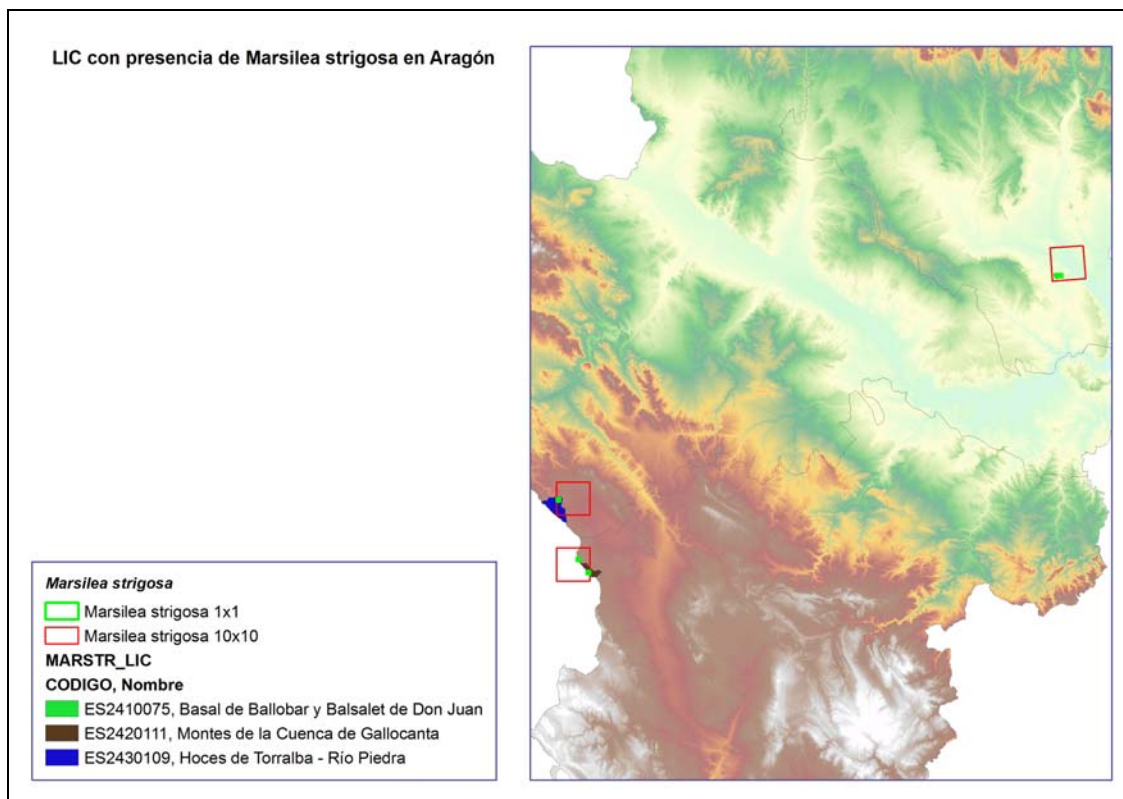 LIC con presencia de Marsilea strigosa en Aragón
Marsilea strigosa
Marsilea strigosa 1x1
Marsilea strigosa 10x10
MARSTR_LIC
CODIGO, Nombre
ES2410075, Basal de Ballobar y Balsalet de Don Juan
ES2420111, Montes de la Cuenca de Gallocanta
ES2430109, Hoces de Torralba - Río Piedra